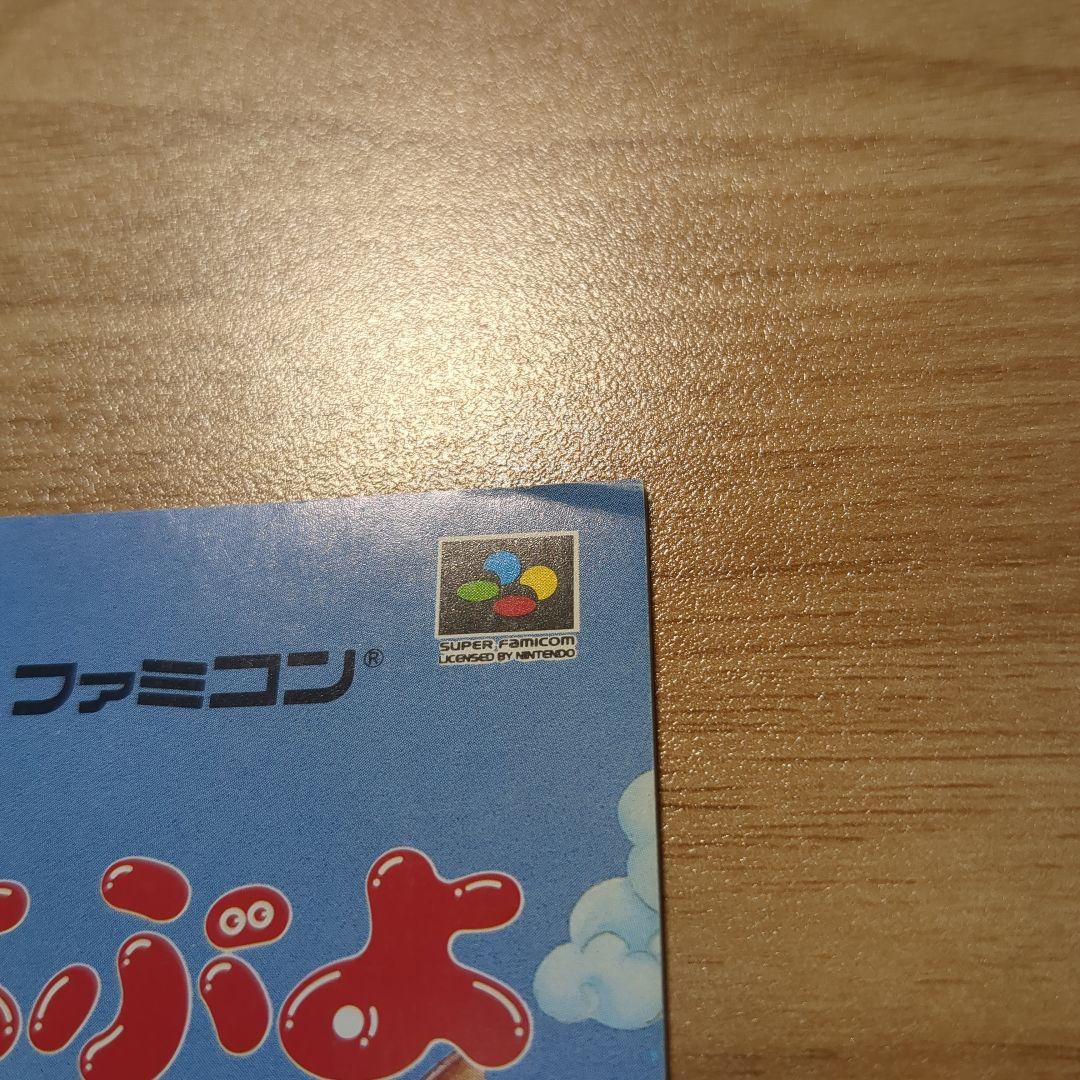 SUPER FAMICOM
LICENSED BY NINTENDO
ファミコン®
ぷよ